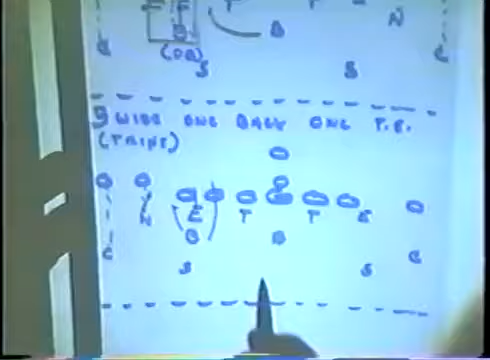 E F T T
B B N
(OB)
C S S C
3 WIDE ONE BACK ONE T.E.
(TRIPS)
N E T T E
C B B C
S S